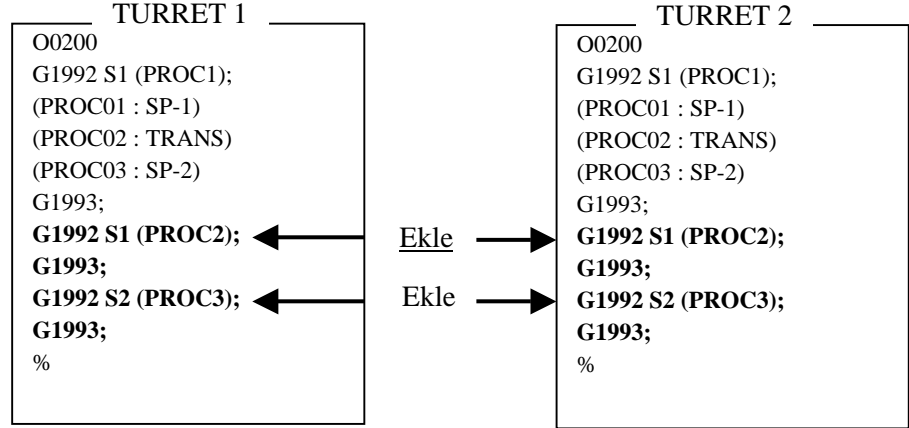 TURRET 1
O0200
G1992 S1 (PROC1);
(PROC01 : SP-1)
(PROC02 : TRANS)
(PROC03 : SP-2)
G1993;
G1992 S1 (PROC2);
G1993;
G1992 S2 (PROC3);
G1993;
%
Ekle
Ekle
TURRET 2
O0200
G1992 S1 (PROC1);
(PROC01 : SP-1)
(PROC02 : TRANS)
(PROC03 : SP-2)
G1993;
G1992 S1 (PROC2);
G1993;
G1992 S2 (PROC3);
G1993;
%